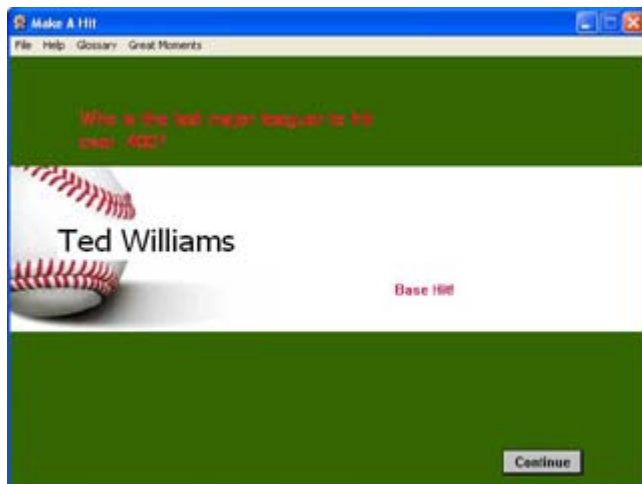 Make A Hit
File Help Glossary Great Moments
Who is the last major leaguer to hit
over .400?
Ted Williams
Base Hit!
Continue